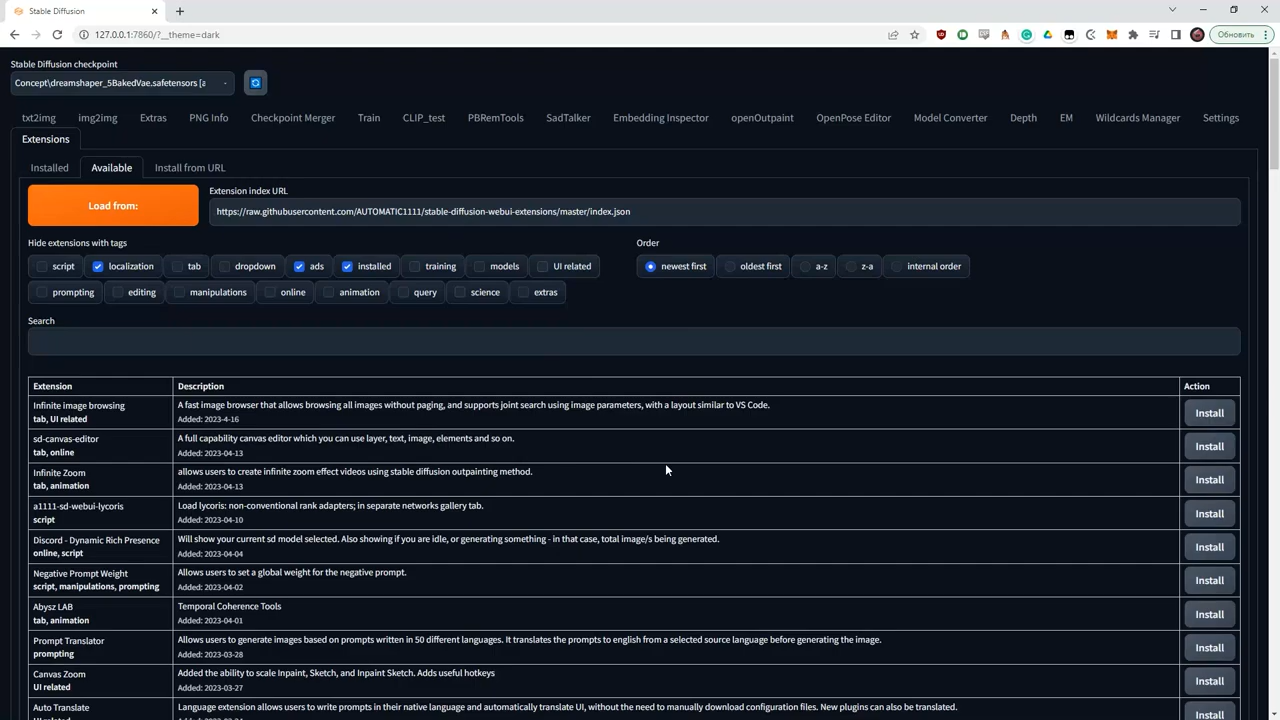 Stable Diffusion
127.0.0.1:7860/?__theme=dark
Обновить
Stable Diffusion checkpoint
Concept\dreamshaper_5BakedVae.safetensors [a
txt2img img2img Extras PNG Info Checkpoint Merger Train CLIP_test PBRemTools SadTalker Embedding Inspector openOutpaint OpenPose Editor Model Converter Depth EM Wildcards Manager Settings
Extensions
Installed Available Install from URL
Load from:
Extension index URL
https://raw.githubusercontent.com/AUTOMATIC1111/stable-diffusion-webui-extensions/master/index.json
Hide extensions with tags
script localization tab dropdown ads installed training models UI related
prompting editing manipulations online animation query science extras
Order
newest first oldest first a-z z-a internal order
Search
Extension Description Action
Infinite image browsing
tab, UI related
A fast image browser that allows browsing all images without paging, and supports joint search using image parameters, with a layout similar to VS Code.
Added: 2023-4-16
Install
sd-canvas-editor
tab, online
A full capability canvas editor which you can use layer, text, image, elements and so on.
Added: 2023-04-13
Install
Infinite Zoom
tab, animation
allows users to create infinite zoom effect videos using stable diffusion outpainting method.
Added: 2023-04-13
Install
a1111-sd-webui-lycoris
script
Load lycoris: non-conventional rank adapters; in separate networks gallery tab.
Added: 2023-04-10
Install
Discord - Dynamic Rich Presence
online, script
Will show your current sd model selected. Also showing if you are idle, or generating something - in that case, total image/s being generated.
Added: 2023-04-04
Install
Negative Prompt Weight
script, manipulations, prompting
Allows users to set a global weight for the negative prompt.
Added: 2023-04-02
Install
Abysz LAB
tab, animation
Temporal Coherence Tools
Added: 2023-04-01
Install
Prompt Translator
prompting
Allows users to generate images based on prompts written in 50 different languages. It translates the prompts to english from a selected source language before generating the image.
Added: 2023-03-28
Install
Canvas Zoom
UI related
Added the ability to scale Inpaint, Sketch, and Inpaint Sketch. Adds useful hotkeys
Added: 2023-03-27
Install
Auto Translate
Language extension allows users to write prompts in their native language and automatically translate UI, without the need to manually download configuration files. New plugins can also be translated.
Install